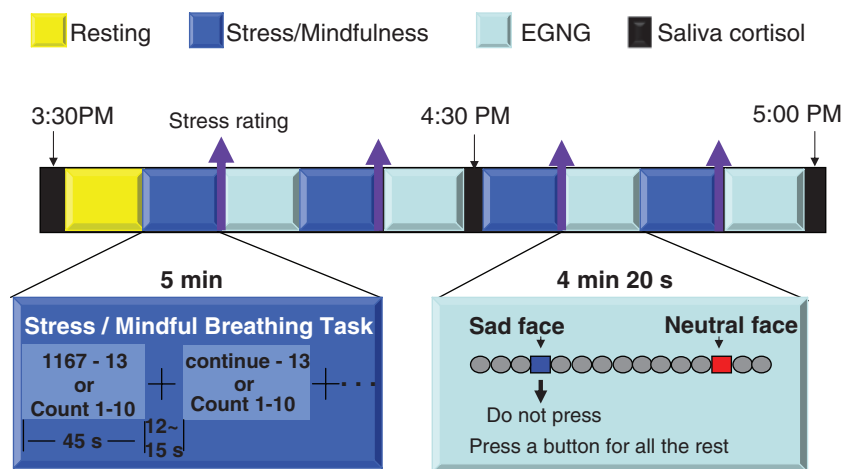 Resting Stress/Mindfulness EGNG Saliva cortisol
3:30PM Stress rating 4:30 PM 5:00 PM
5 min
Stress / Mindful Breathing Task
1167 - 13
or
Count 1-10
continue - 13
or
Count 1-10
...
45 s
12~
15 s
4 min 20 s
Sad face Neutral face
Do not press
Press a button for all the rest